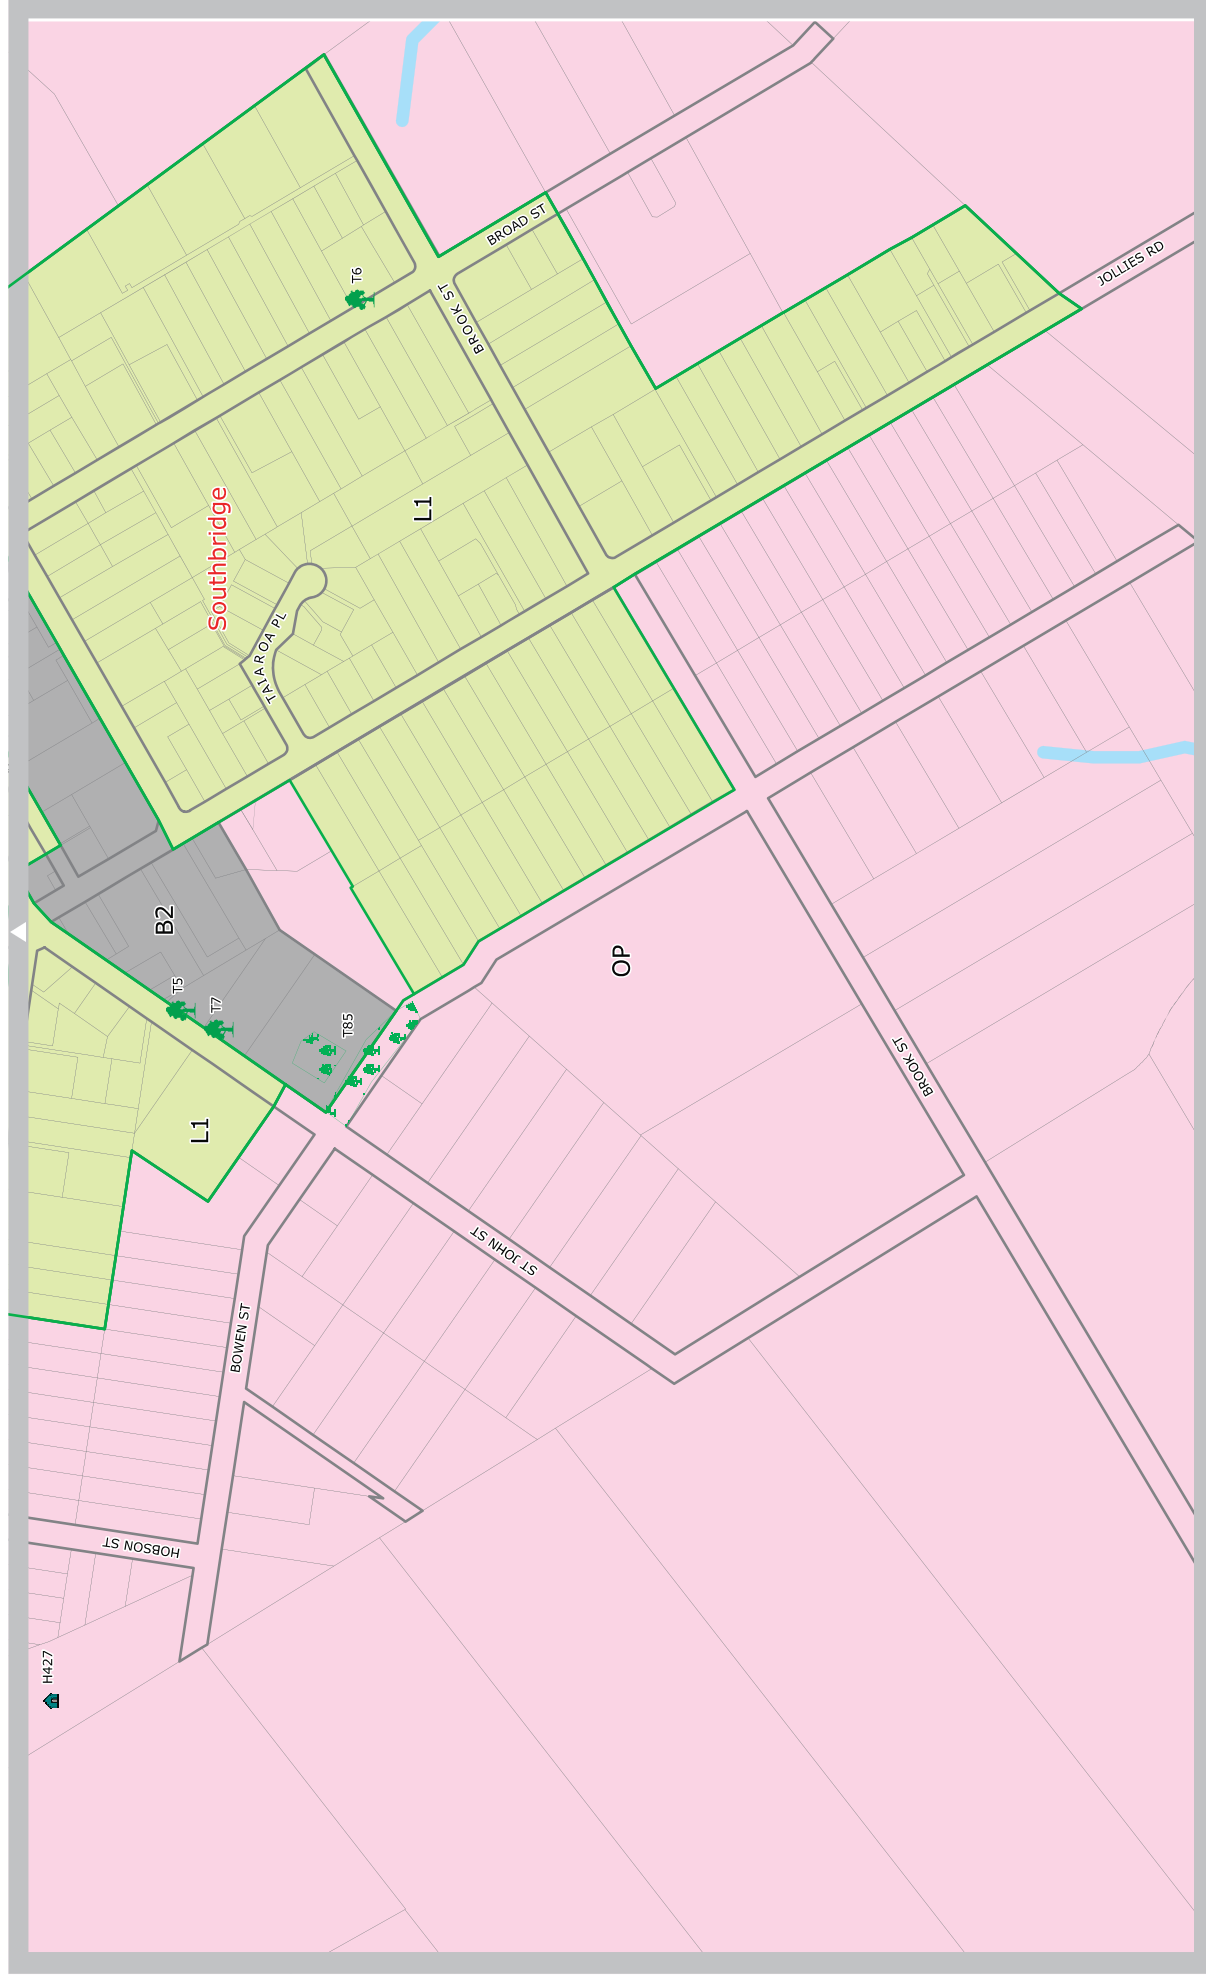 BROAD ST
JOLLIES RD
T6
BROOK ST
Southbridge
L1
TAIAROA PL
B2
T5
T7
T85
OP
BROOK ST
L1
ST JOHN ST
BOWEN ST
HOBSON ST
H427